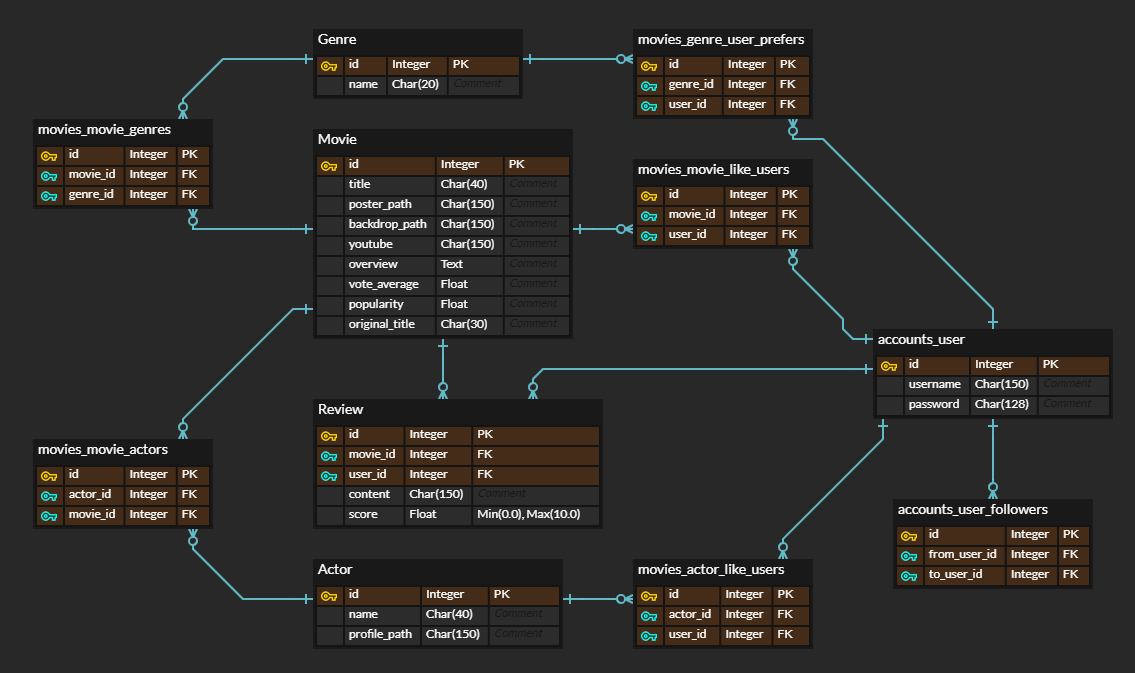 Genre
id Integer PK
name Char(20) Comment
movies_genre_user_prefers
id Integer PK
genre_id Integer FK
user_id Integer FK
movies_movie_genres
id Integer PK
movie_id Integer FK
genre_id Integer FK
Movie
id Integer PK
title Char(40) Comment
poster_path Char(150) Comment
backdrop_path Char(150) Comment
youtube Char(150) Comment
overview Text Comment
vote_average Float Comment
popularity Float Comment
original_title Char(30) Comment
movies_movie_like_users
id Integer PK
movie_id Integer FK
user_id Integer FK
accounts_user
id Integer PK
username Char(150) Comment
password Char(128) Comment
Review
id Integer PK
movie_id Integer FK
user_id Integer FK
content Char(150) Comment
score Float Min(0.0), Max(10.0)
movies_movie_actors
id Integer PK
actor_id Integer FK
movie_id Integer FK
accounts_user_followers
id Integer PK
from_user_id Integer FK
to_user_id Integer FK
Actor
id Integer PK
name Char(40) Comment
profile_path Char(150) Comment
movies_actor_like_users
id Integer PK
actor_id Integer FK
user_id Integer FK